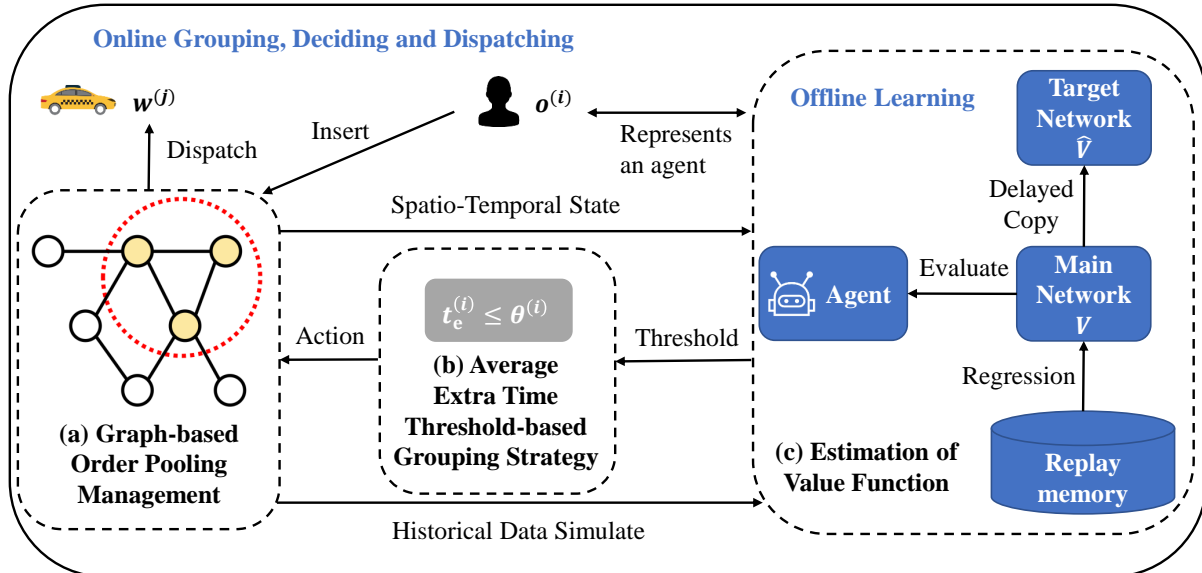 Online Grouping, Deciding and Dispatching
w^(j)
o^(i)
Insert
Dispatch
Represents
an agent
Offline Learning
Target
Network
V̂
Delayed
Copy
Spatio-Temporal State
Agent
Evaluate
Main
Network
V
t_e^(i) ≤ θ^(i)
Action
Threshold
(b) Average
Extra Time
Threshold-based
Grouping Strategy
Regression
(a) Graph-based
Order Pooling
Management
(c) Estimation of
Value Function
Replay
memory
Historical Data Simulate